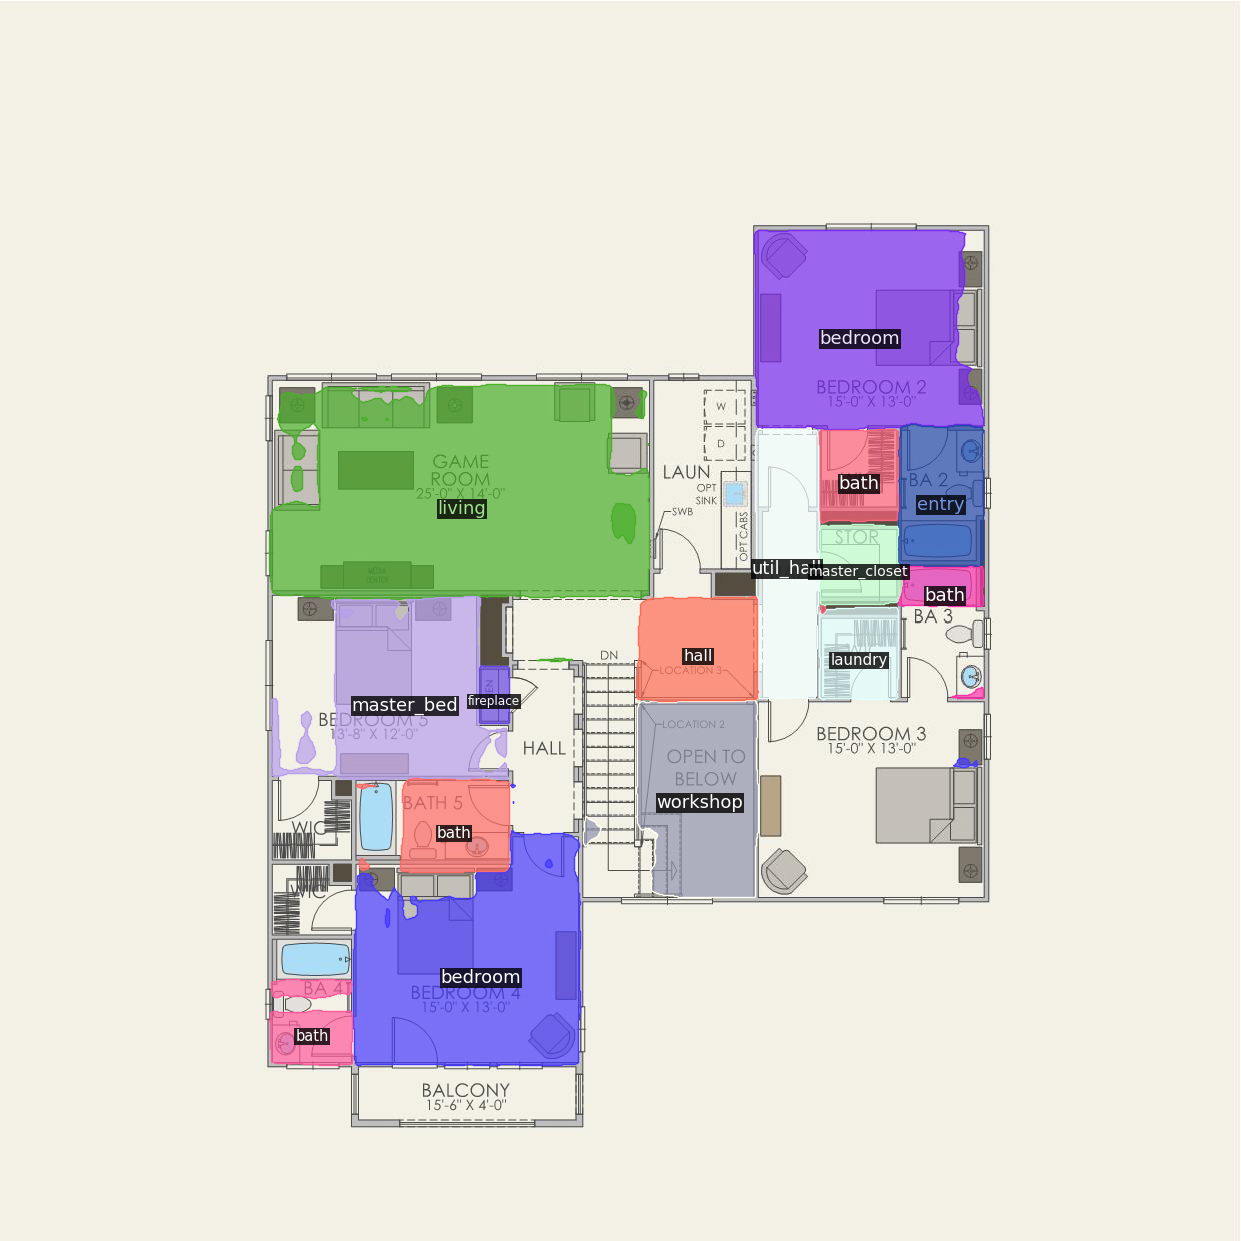 bedroom
BEDROOM 2
15'-0" X 13'-0"
W
D
GAME
ROOM
25'-0" X 14'-0"
living
LAUN
OPT
SINK
SWB
OPT CABS
bath
BA 2
entry
STOR
util_hall
master_closet
MEDIA
CENTER
bath
BA 3
DN
hall
LOCATION 3
laundry
fireplace
master_bed
BEDROOM 5
13'-8" X 12'-0"
HALL
LOCATION 2
OPEN TO
BELOW
workshop
BEDROOM 3
15'-0" X 13'-0"
WIC
BATH 5
bath
WIC
bedroom
BEDROOM 4
15'-0" X 13'-0"
BA 4
bath
BALCONY
15'-6" X 4'-0"